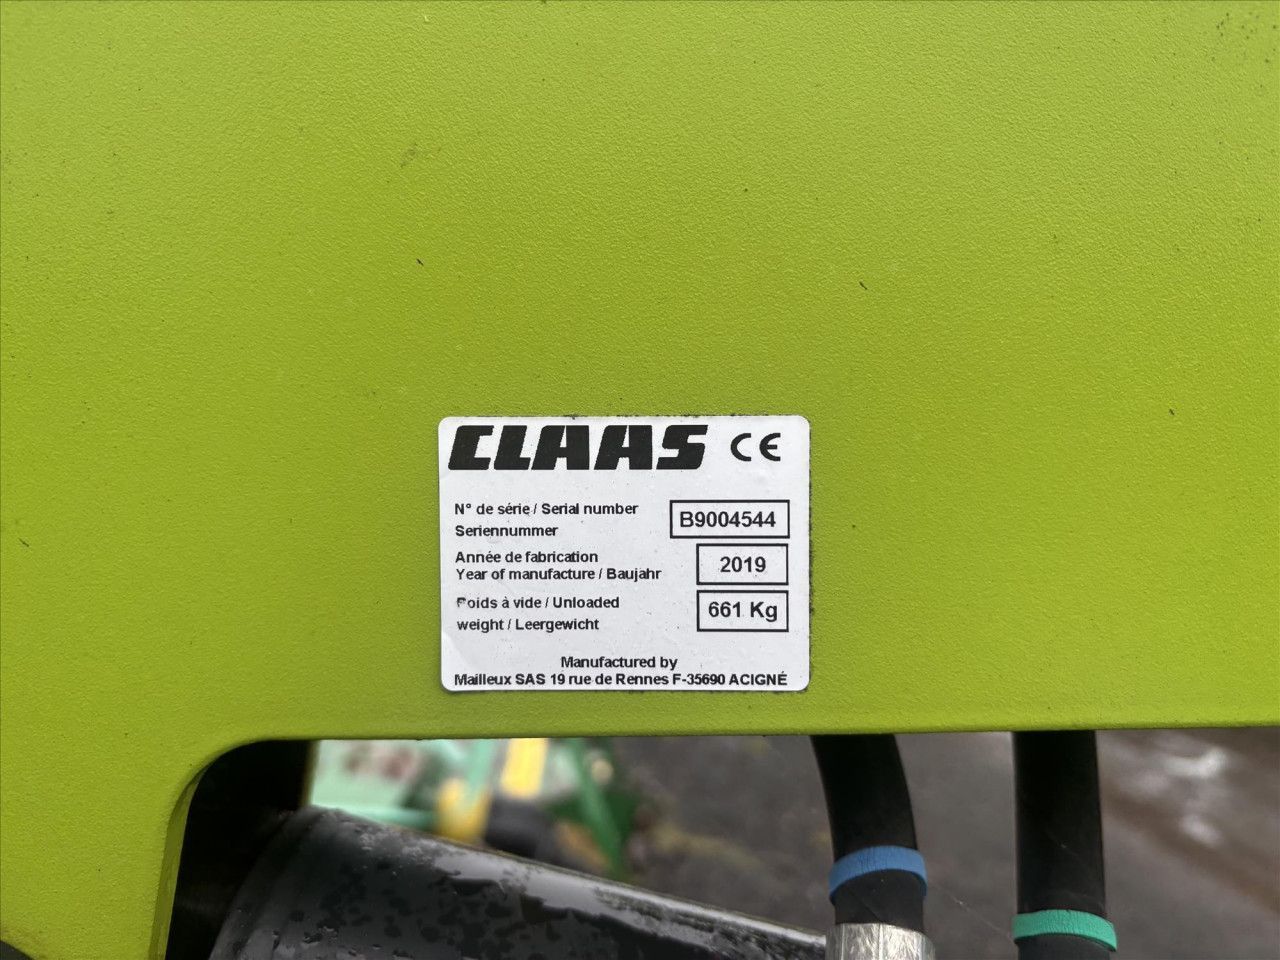 CLAAS CE
N° de série / Serial number
Seriennummer
B9004544
Année de fabrication
Year of manufacture / Baujahr
2019
Poids à vide / Unloaded
weight / Leergewicht
661 Kg
Manufactured by
Mailleux SAS 19 rue de Rennes F-35690 ACIGNÉ